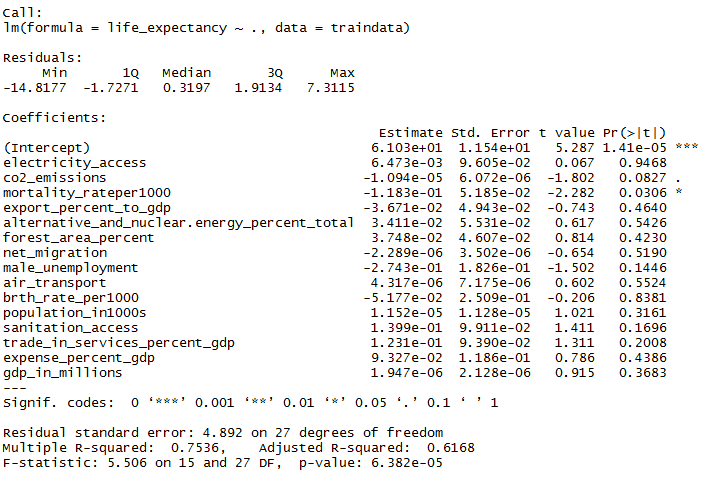 Call:
lm(formula = life_expectancy ~ ., data = traindata)
Residuals:
Min 1Q Median 3Q Max
-14.8177 -1.7271 0.3197 1.9134 7.3115
Coefficients:
Estimate Std. Error t value Pr(>|t|)
(Intercept) 6.103e+01 1.154e+01 5.287 1.41e-05 ***
electricity_access 6.473e-03 9.605e-02 0.067 0.9468
co2_emissions -1.094e-05 6.072e-06 -1.802 0.0827 .
mortality_rateper1000 -1.183e-01 5.185e-02 -2.282 0.0306 *
export_percent_to_gdp -3.671e-02 4.943e-02 -0.743 0.4640
alternative_and_nuclear.energy_percent_total 3.411e-02 5.531e-02 0.617 0.5426
forest_area_percent 3.748e-02 4.607e-02 0.814 0.4230
net_migration -2.289e-06 3.502e-06 -0.654 0.5190
male_unemployment -2.743e-01 1.826e-01 -1.502 0.1446
air_transport 4.317e-06 7.175e-06 0.602 0.5524
brth_rate_per1000 -5.177e-02 2.509e-01 -0.206 0.8381
population_in1000s 1.152e-05 1.128e-05 1.021 0.3161
sanitation_access 1.399e-01 9.911e-02 1.411 0.1696
trade_in_services_percent_gdp 1.231e-01 9.390e-02 1.311 0.2008
expense_percent_gdp 9.327e-02 1.186e-01 0.786 0.4386
gdp_in_millions 1.947e-06 2.128e-06 0.915 0.3683
---
Signif. codes: 0 ‘***’ 0.001 ‘**’ 0.01 ‘*’ 0.05 ‘.’ 0.1 ‘ ’ 1
Residual standard error: 4.892 on 27 degrees of freedom
Multiple R-squared: 0.7536, Adjusted R-squared: 0.6168
F-statistic: 5.506 on 15 and 27 DF, p-value: 6.382e-05